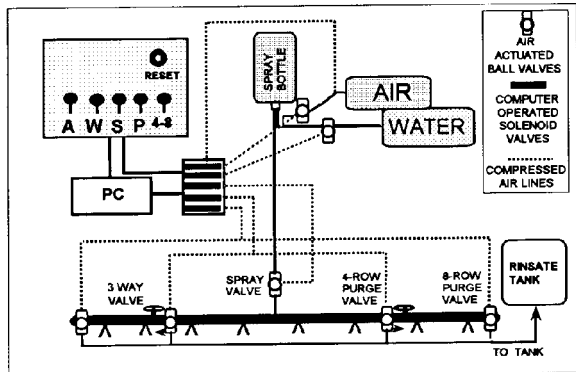 RESET
A W S P 4-8
PC
SPRAY
BOTTLE
AIR
WATER
AIR
ACTUATED
BALL VALVES
COMPUTER
OPERATED
SOLENOID
VALVES
COMPRESSED
AIR LINES
3 WAY
VALVE
SPRAY
VALVE
4-ROW
PURGE
VALVE
8-ROW
PURGE
VALVE
RINSATE
TANK
TO TANK